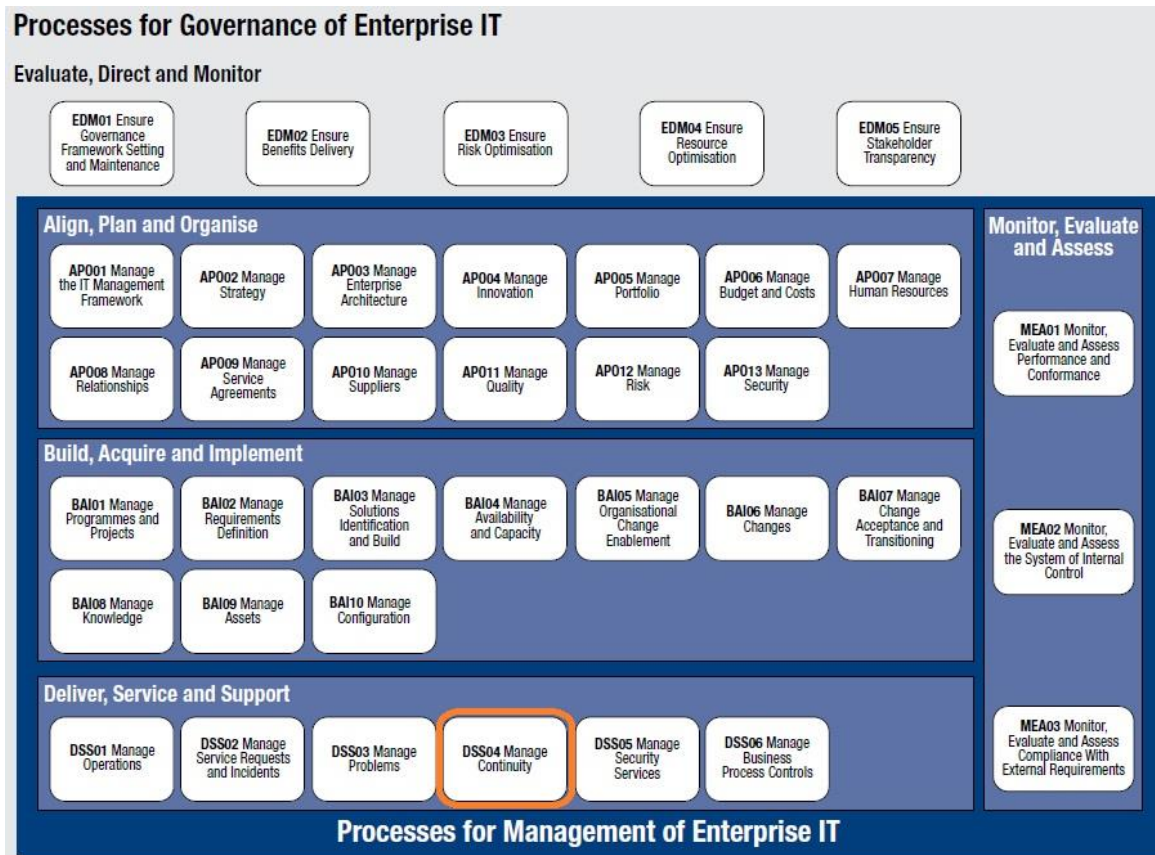 Processes for Governance of Enterprise IT
Evaluate, Direct and Monitor
EDM01 Ensure
Governance
Framework Setting
and Maintenance
EDM02 Ensure
Benefits Delivery
EDM03 Ensure
Risk Optimisation
EDM04 Ensure
Resource
Optimisation
EDM05 Ensure
Stakeholder
Transparency
Align, Plan and Organise
APO01 Manage
the IT Management
Framework
APO02 Manage
Strategy
APO03 Manage
Enterprise
Architecture
APO04 Manage
Innovation
APO05 Manage
Portfolio
APO06 Manage
Budget and Costs
APO07 Manage
Human Resources
APO08 Manage
Relationships
APO09 Manage
Service
Agreements
APO10 Manage
Suppliers
APO11 Manage
Quality
APO12 Manage
Risk
APO13 Manage
Security
Build, Acquire and Implement
BAI01 Manage
Programmes and
Projects
BAI02 Manage
Requirements
Definition
BAI03 Manage
Solutions
Identification
and Build
BAI04 Manage
Availability
and Capacity
BAI05 Manage
Organisational
Change
Enablement
BAI06 Manage
Changes
BAI07 Manage
Change
Acceptance and
Transitioning
BAI08 Manage
Knowledge
BAI09 Manage
Assets
BAI10 Manage
Configuration
Deliver, Service and Support
DSS01 Manage
Operations
DSS02 Manage
Service Requests
and Incidents
DSS03 Manage
Problems
DSS04 Manage
Continuity
DSS05 Manage
Security
Services
DSS06 Manage
Business
Process Controls
Monitor, Evaluate
and Assess
MEA01 Monitor,
Evaluate and Assess
Performance and
Conformance
MEA02 Monitor,
Evaluate and Assess
the System of Internal
Control
MEA03 Monitor,
Evaluate and Assess
Compliance With
External Requirements
Processes for Management of Enterprise IT